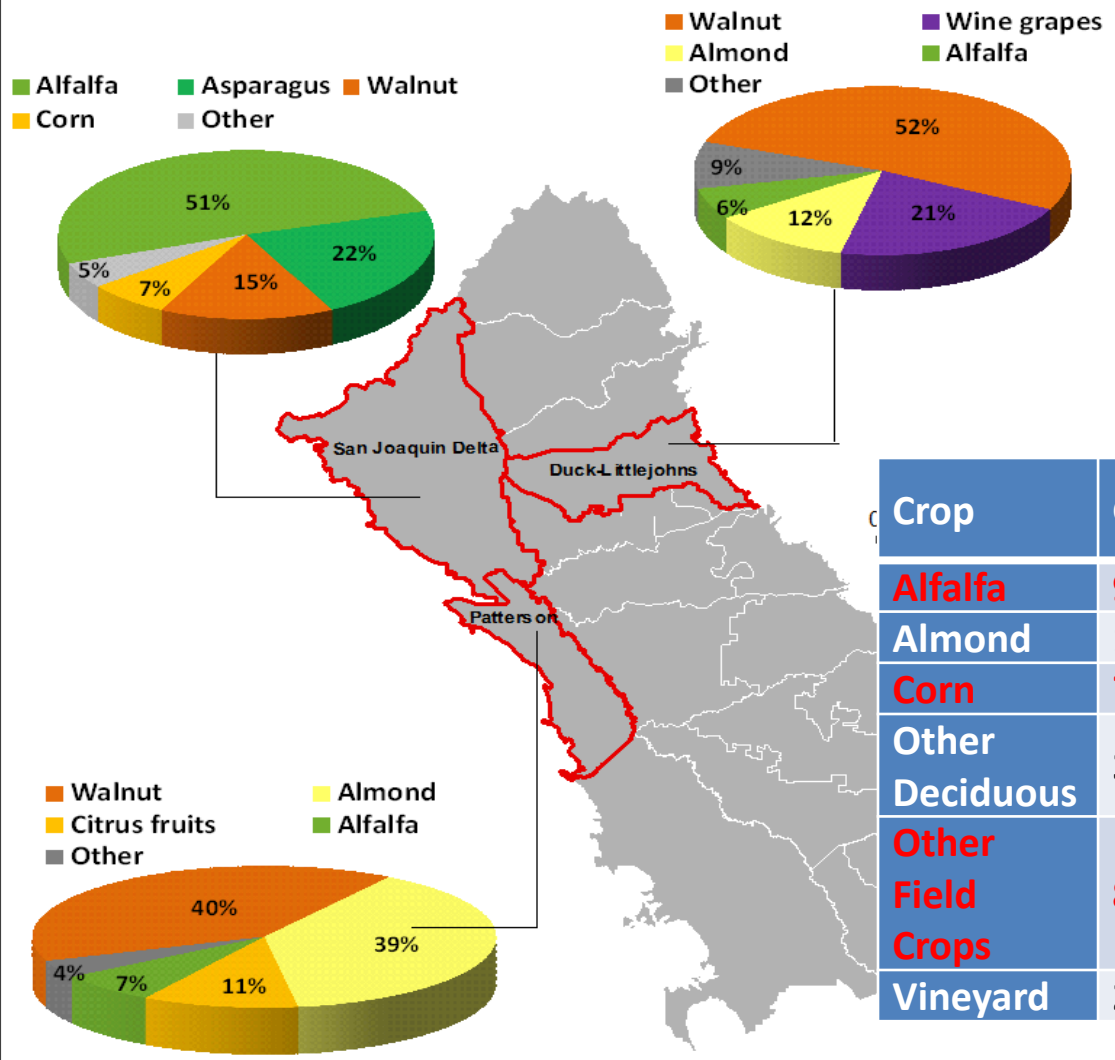 Alfalfa Asparagus Walnut
Corn Other
51%
22%
15%
7%
5%
Walnut Wine grapes
Almond Alfalfa
Other
52%
9%
6%
12%
21%
San Joaquin Delta
Duck-Littlejohns
Patterson
Walnut Almond
Citrus fruits Alfalfa
Other
40%
39%
4%
7%
11%
Crop
Alfalfa
Almond
Corn
Other
Deciduous
Other
Field
Crops
Vineyard